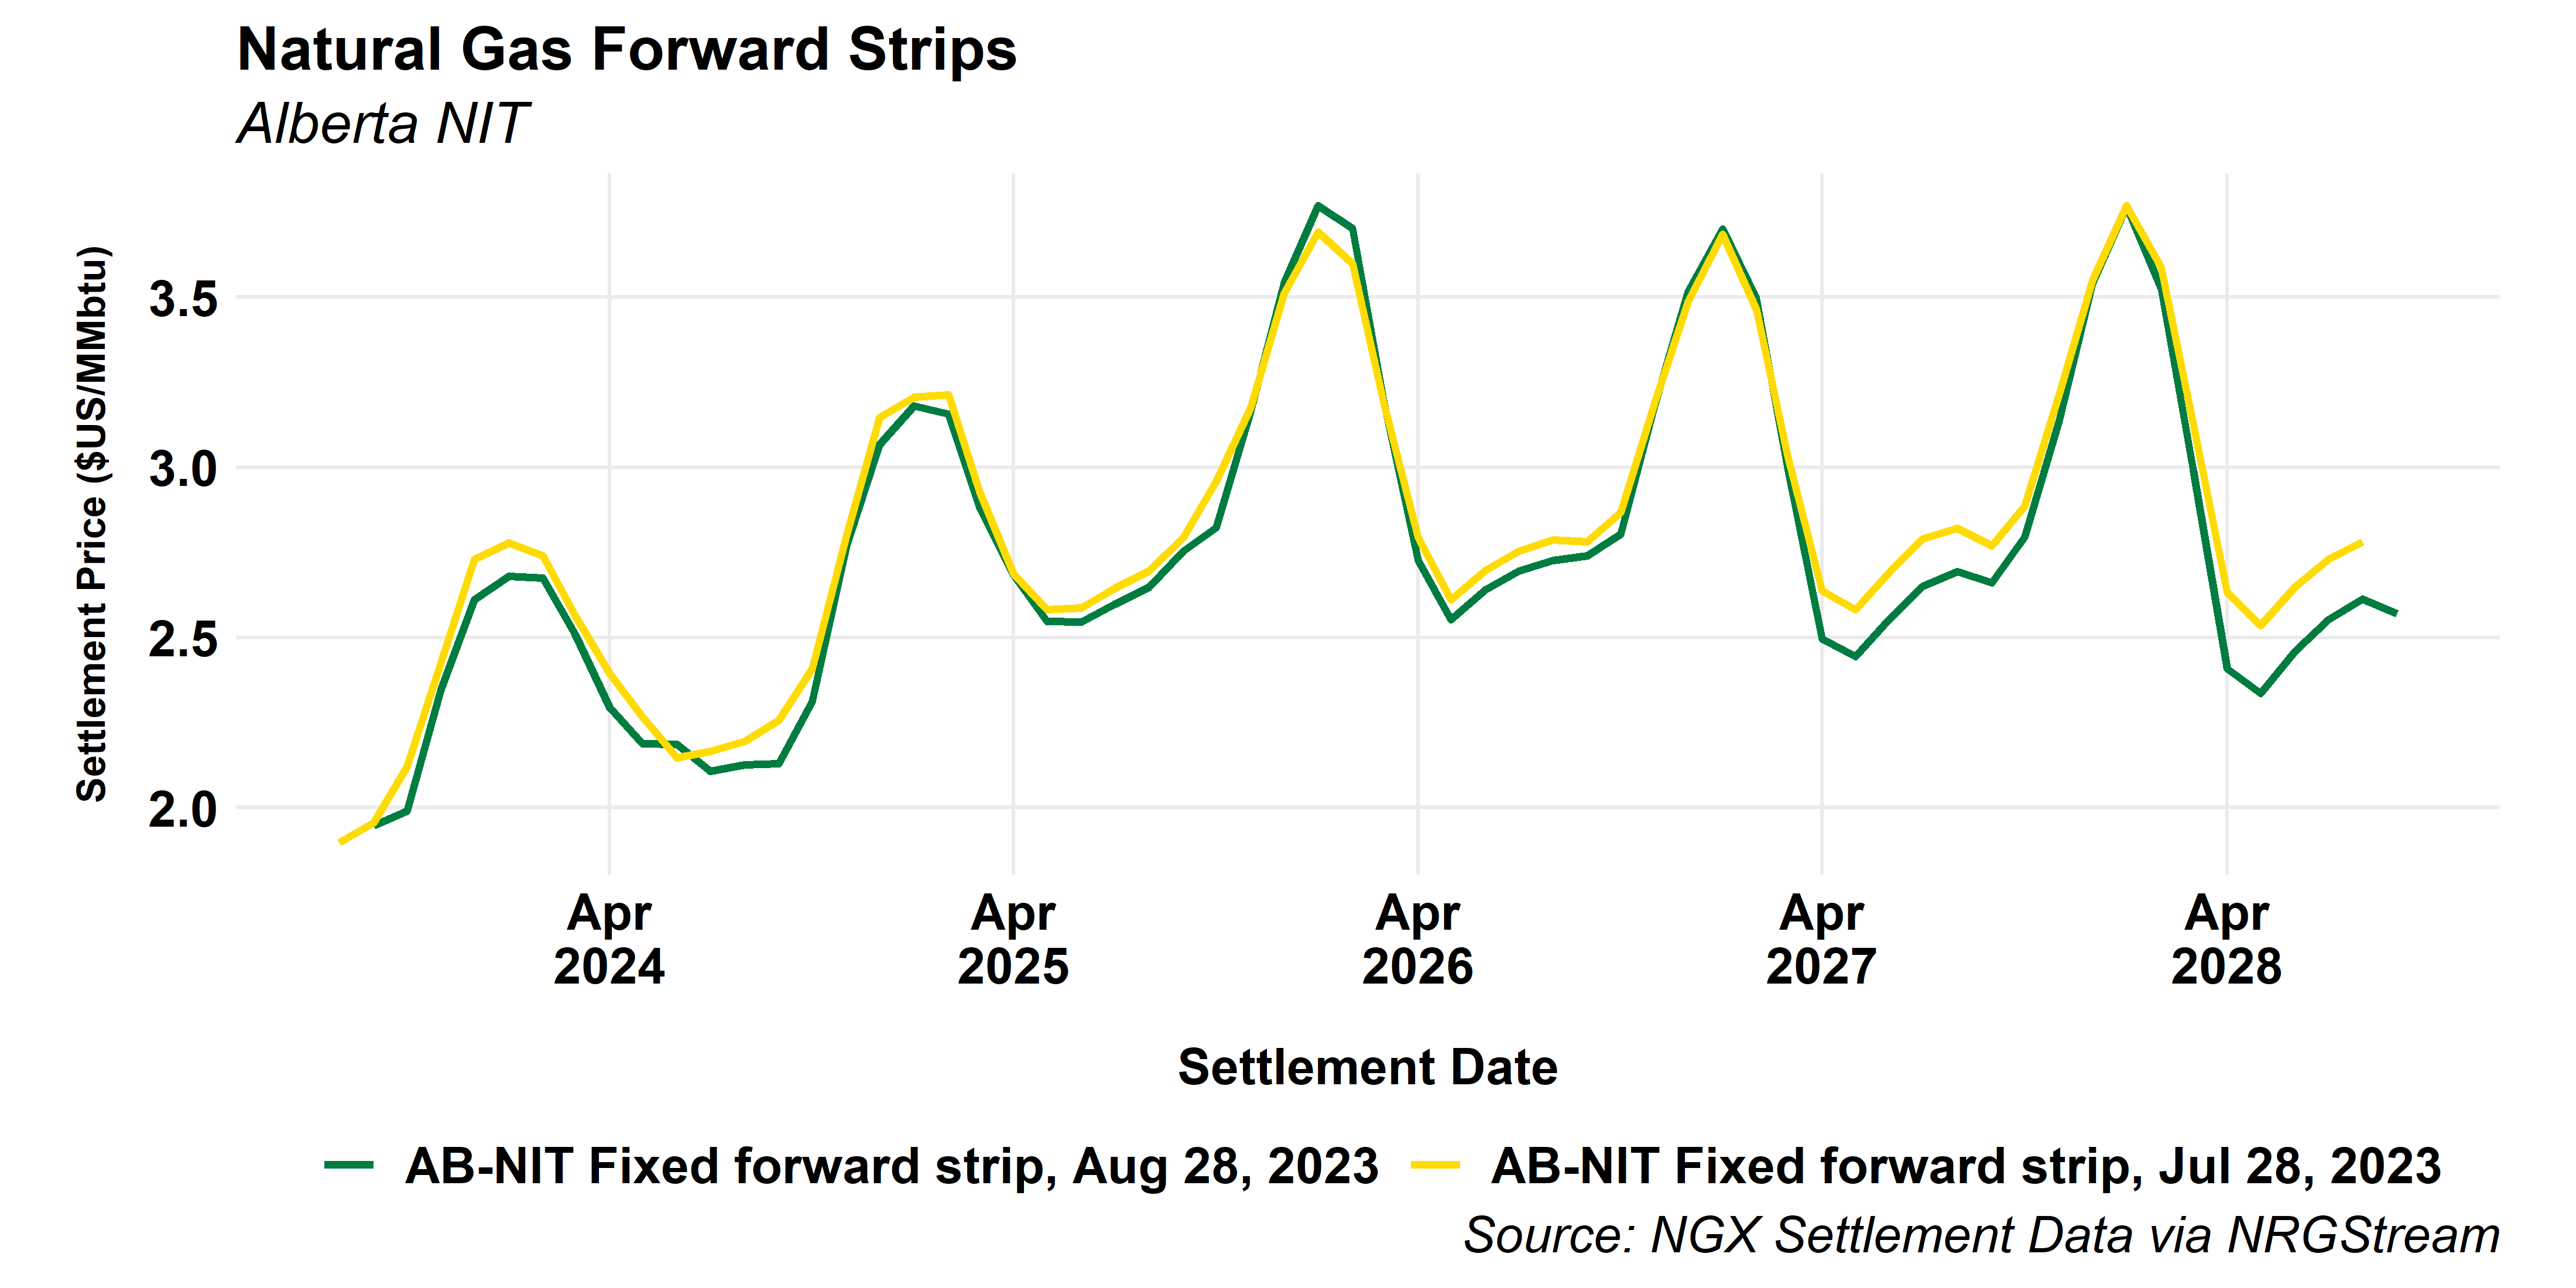 Natural Gas Forward Strips
Alberta NIT
Settlement Price ($US/MMbtu)
3.5
3.0
2.5
2.0
Apr
2024
Apr
2025
Apr
2026
Apr
2027
Apr
2028
Settlement Date
AB-NIT Fixed forward strip, Aug 28, 2023
AB-NIT Fixed forward strip, Jul 28, 2023
Source: NGX Settlement Data via NRGStream